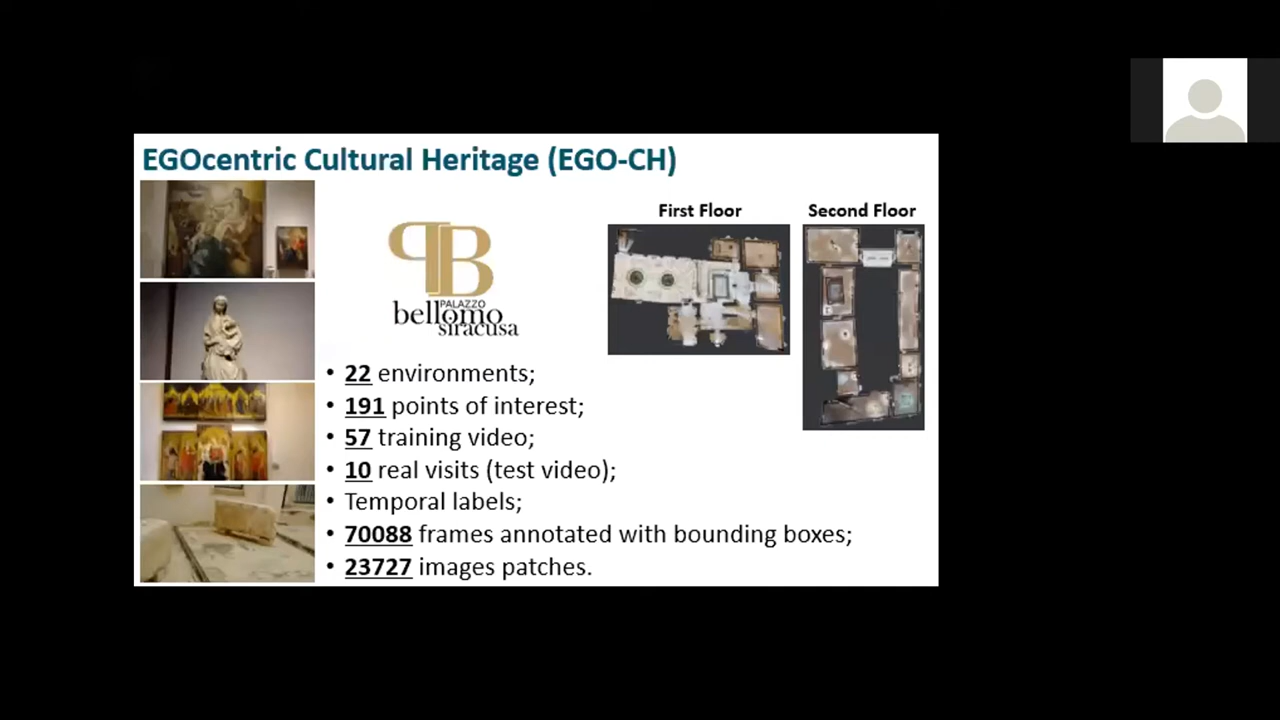 EGOcentric Cultural Heritage (EGO-CH)
First Floor
Second Floor
PB
PALAZZO
bellomo
siracusa
• 22 environments;
• 191 points of interest;
• 57 training video;
• 10 real visits (test video);
• Temporal labels;
• 70088 frames annotated with bounding boxes;
• 23727 images patches.